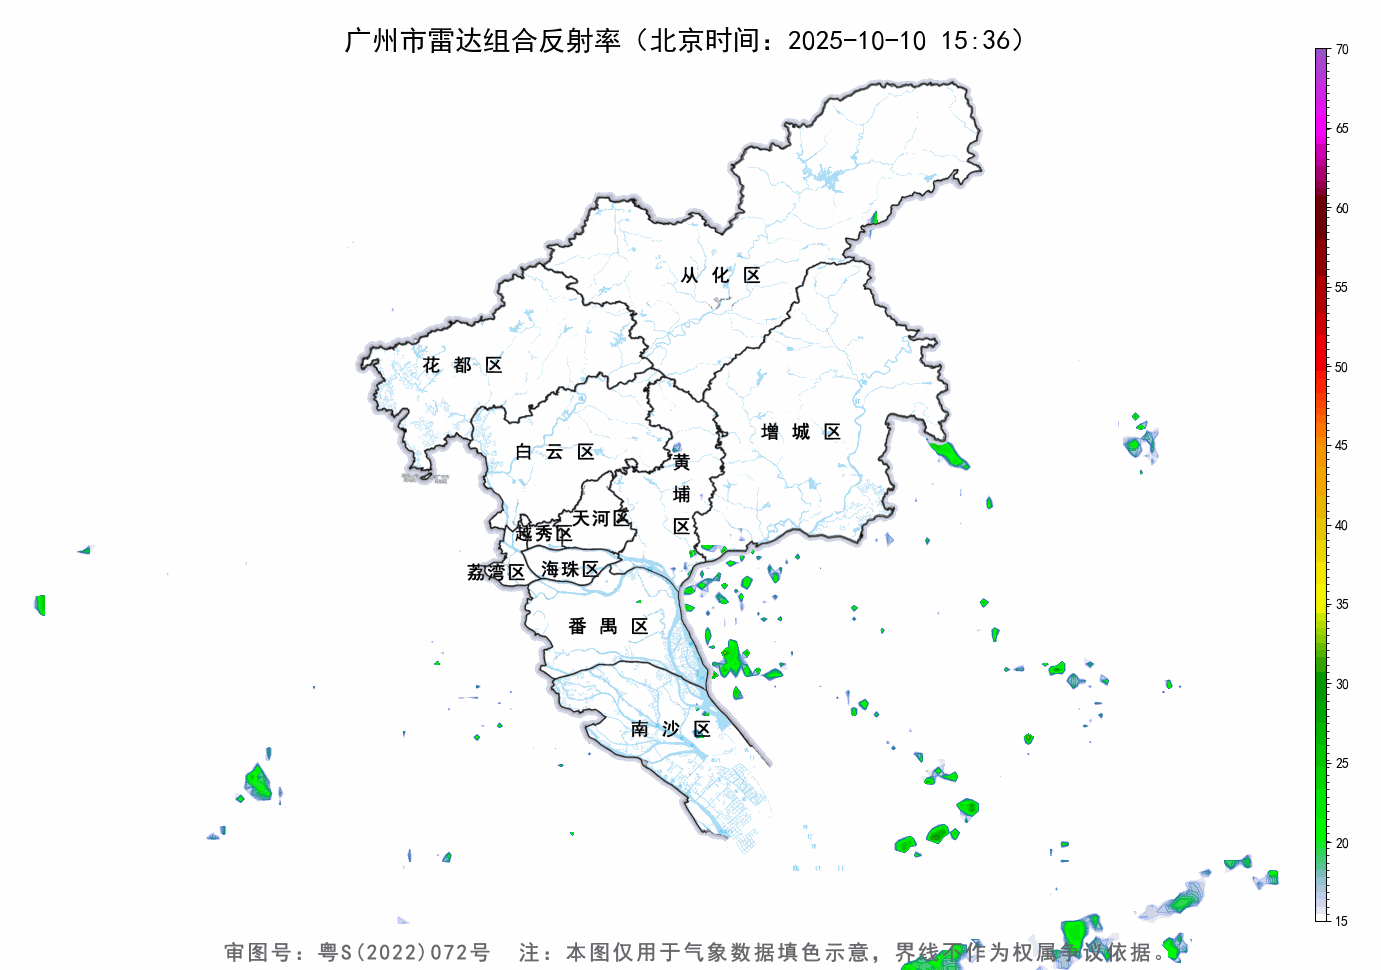 广州市雷达组合反射率（北京时间：2025-10-10 15:36）
70
65
60
55
50
45
40
35
30
25
20
15
从化区
花都区
增城区
白云区
黄埔区
天河区
越秀区
荔湾区
海珠区
番禺区
南沙区
审图号：粤S(2022)072号 注：本图仅用于气象数据填色示意，界线不作为权属争议依据。